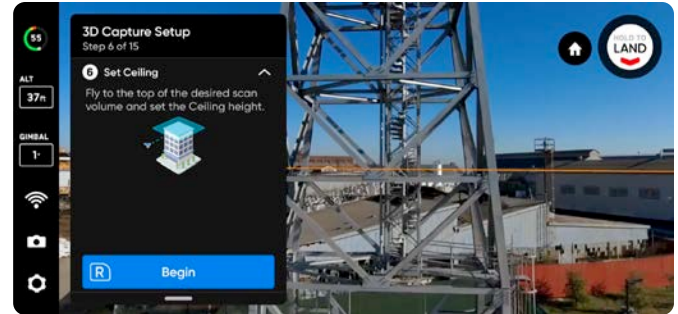 55
ALT
37ft
GIMBAL
1°
3D Capture Setup
Step 6 of 15
6 Set Ceiling
Fly to the top of the desired scan
volume and set the Ceiling height.
R Begin
HOLD TO
LAND